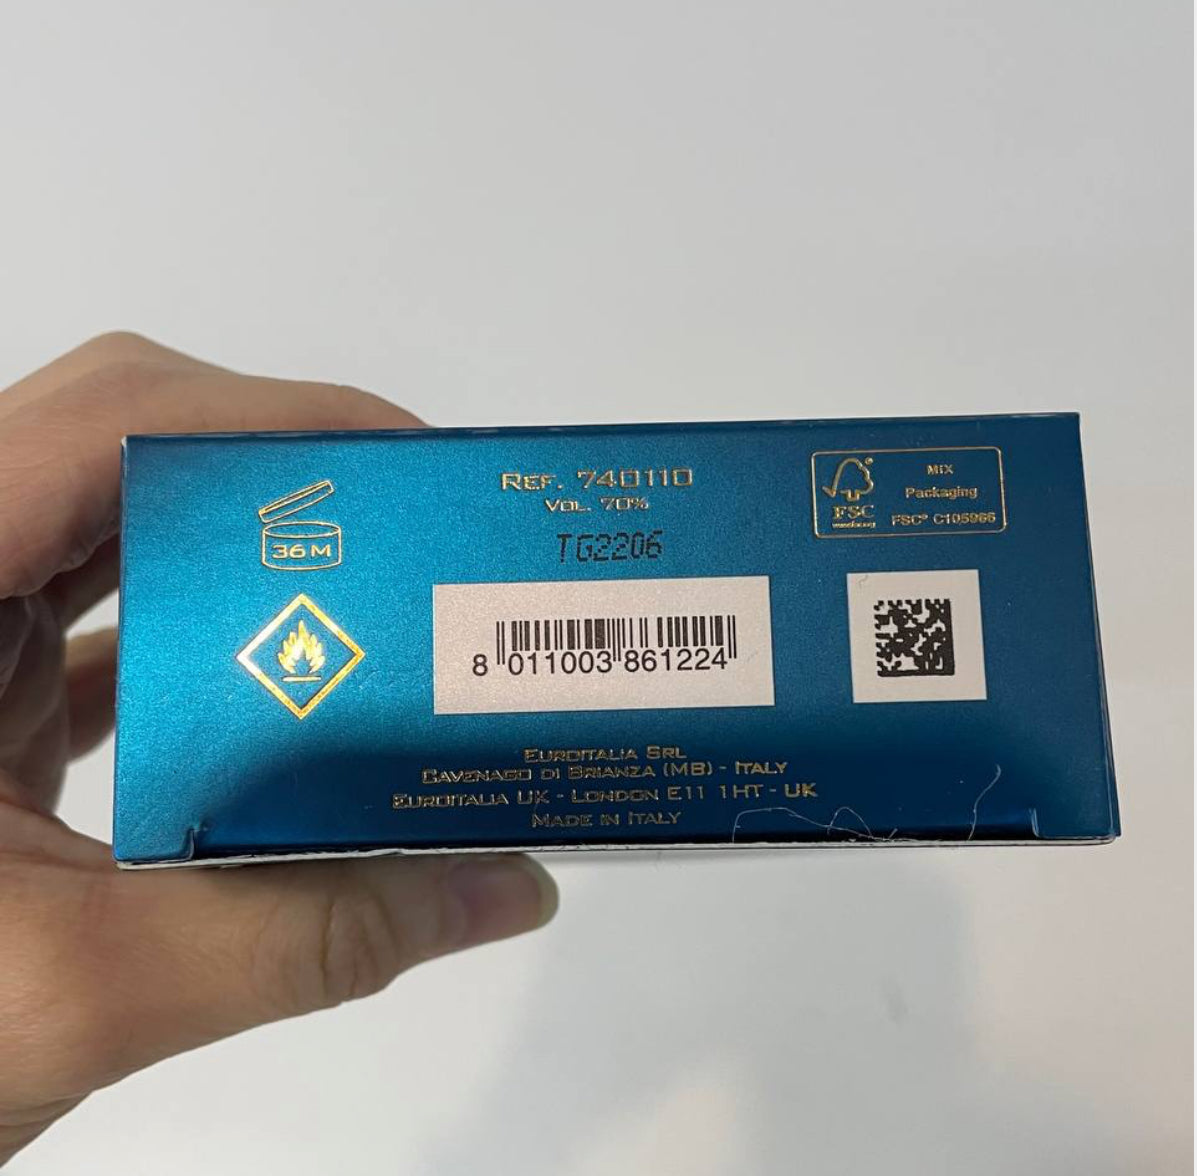 36 M
REF. 740110
VOL. 70%
TG2206
FSC
MIX
Packaging
FSC® C105966
8 011003 861224
EUROITALIA SRL
CAVENAGO DI BRIANZA (MB) - ITALY
EUROITALIA UK - LONDON E11 1HT - UK
MADE IN ITALY